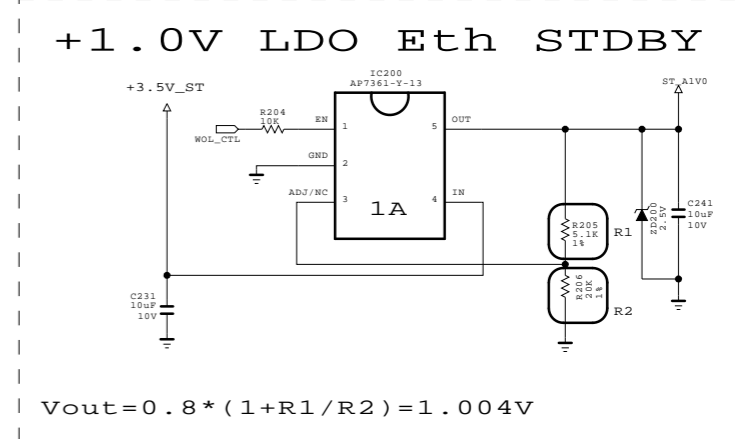 +1.0V LDO Eth STDBY
IC200
AP7361-Y-13
+3.5V_ST
ST_A1V0
R204
10K
WOL_CTL
EN
1
5
OUT
GND
2
ADJ/NC
3
4
IN
1A
R205
5.1K
1%
R1
ZD200
2.5V
C241
10uF
10V
R206
20K
1%
R2
C231
10uF
10V
Vout=0.8*(1+R1/R2)=1.004V